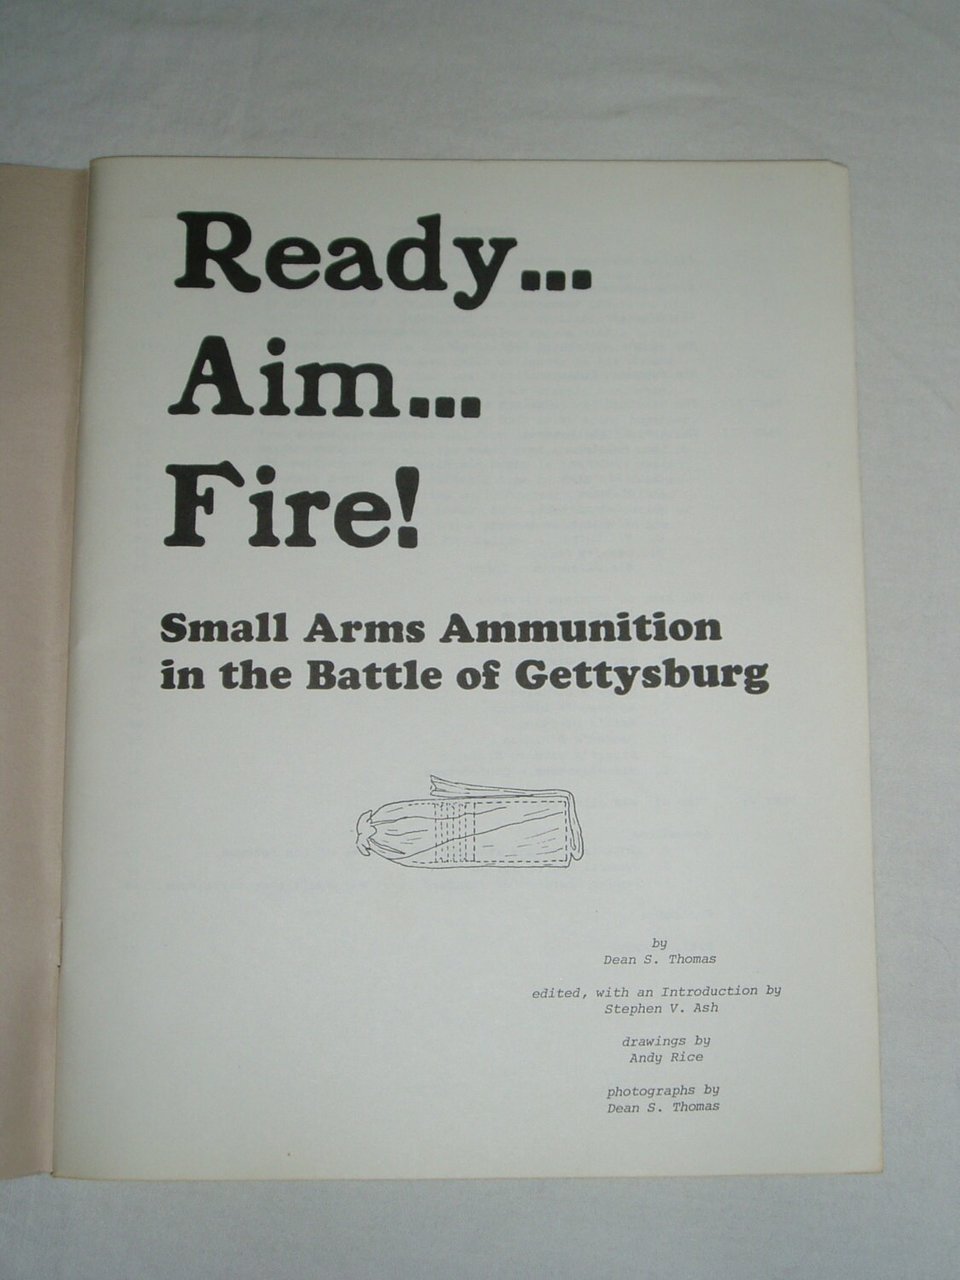 Ready...
Aim...
Fire!
Small Arms Ammunition
in the Battle of Gettysburg
by
Dean S. Thomas
edited, with an Introduction by
Stephen V. Ash
drawings by
Andy Rice
photographs by
Dean S. Thomas